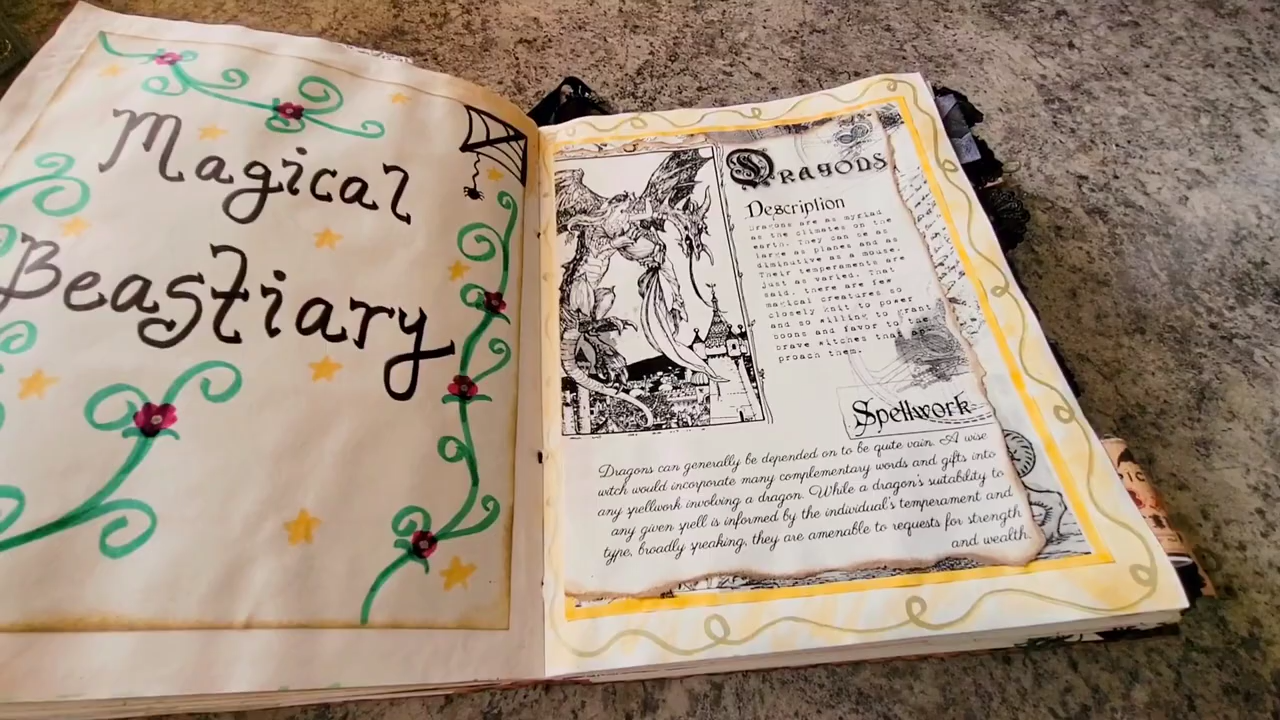 Magical
Beastiary
Dragons
Description
Dragons are as myriad
as the climates on the
earth. They can be as
large as planes and as
diminutive as a mouse.
Their temperaments are
just as varied. That
said, there are few
magical creatures so
closely knit to power
and so willing to grant
boons and favor to the
brave witches that ap-
proach them.
Spellwork
Dragons can generally be depended on to be quite vain. A wise
witch would incorporate many complementary words and gifts into
any spellwork involving a dragon. While a dragon's suitability to
any given spell is informed by the individual's temperament and
type, broadly speaking, they are amenable to requests for strength
and wealth.